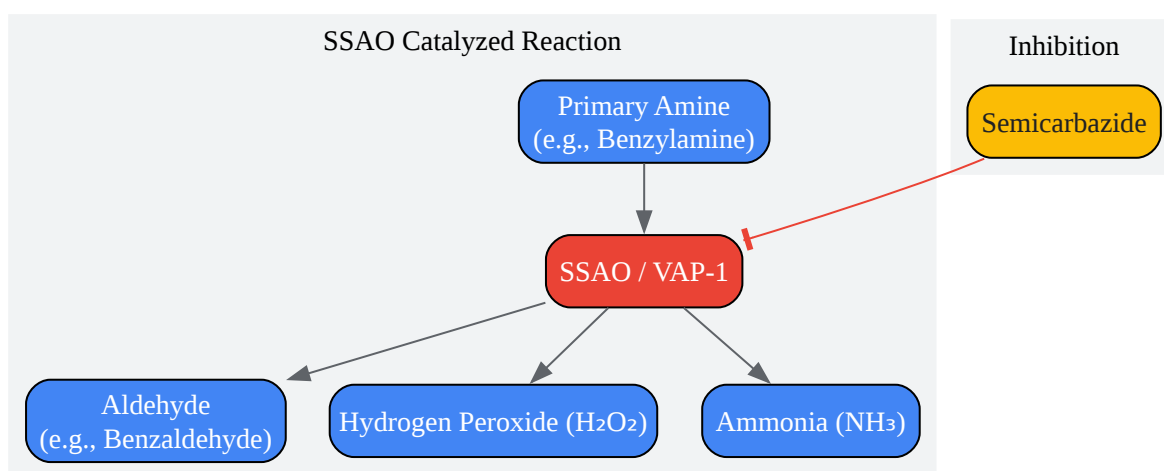 SSAO Catalyzed Reaction
Inhibition
Primary Amine
(e.g., Benzylamine)
Semicarbazide
SSAO / VAP-1
Aldehyde
(e.g., Benzaldehyde)
Hydrogen Peroxide (H₂O₂)
Ammonia (NH₃)